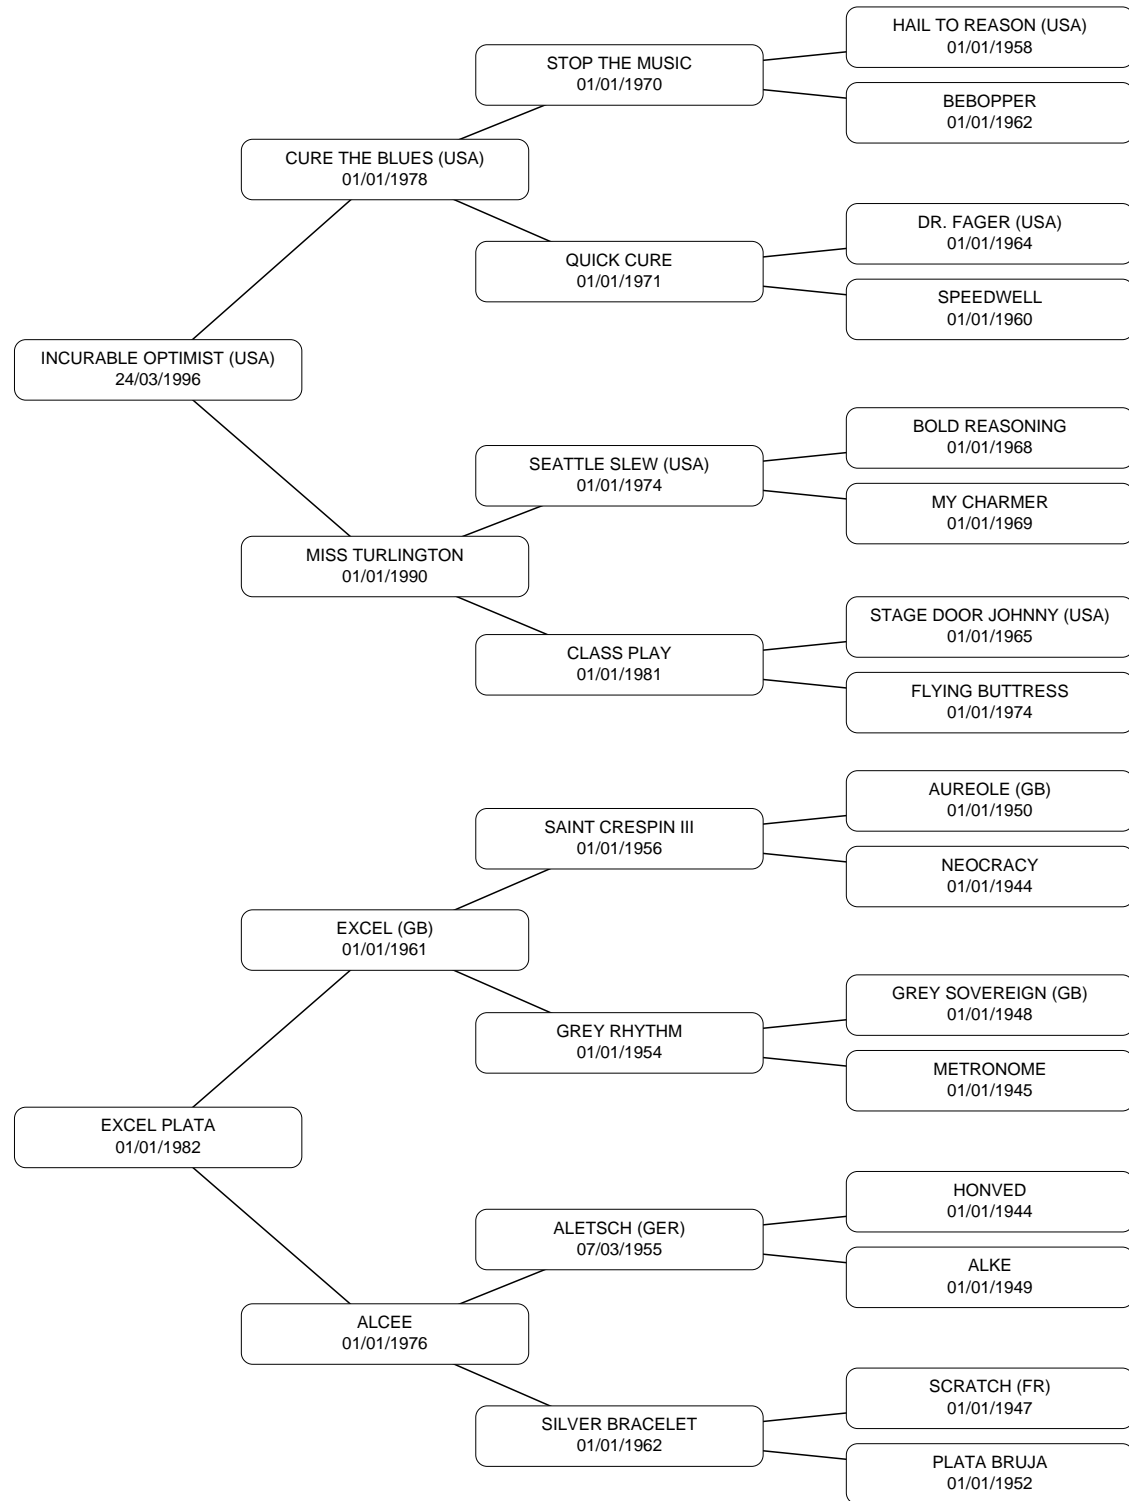 HAIL TO REASON (USA)
01/01/1958
STOP THE MUSIC
01/01/1970
BEBOPPER
01/01/1962
CURE THE BLUES (USA)
01/01/1978
DR. FAGER (USA)
01/01/1964
QUICK CURE
01/01/1971
SPEEDWELL
01/01/1960
INCURABLE OPTIMIST (USA)
24/03/1996
BOLD REASONING
01/01/1968
SEATTLE SLEW (USA)
01/01/1974
MY CHARMER
01/01/1969
MISS TURLINGTON
01/01/1990
STAGE DOOR JOHNNY (USA)
01/01/1965
CLASS PLAY
01/01/1981
FLYING BUTTRESS
01/01/1974
AUREOLE (GB)
01/01/1950
SAINT CRESPIN III
01/01/1956
NEOCRACY
01/01/1944
EXCEL (GB)
01/01/1961
GREY SOVEREIGN (GB)
01/01/1948
GREY RHYTHM
01/01/1954
METRONOME
01/01/1945
EXCEL PLATA
01/01/1982
HONVED
01/01/1944
ALETSCH (GER)
07/03/1955
ALKE
01/01/1949
ALCEE
01/01/1976
SCRATCH (FR)
01/01/1947
SILVER BRACELET
01/01/1962
PLATA BRUJA
01/01/1952